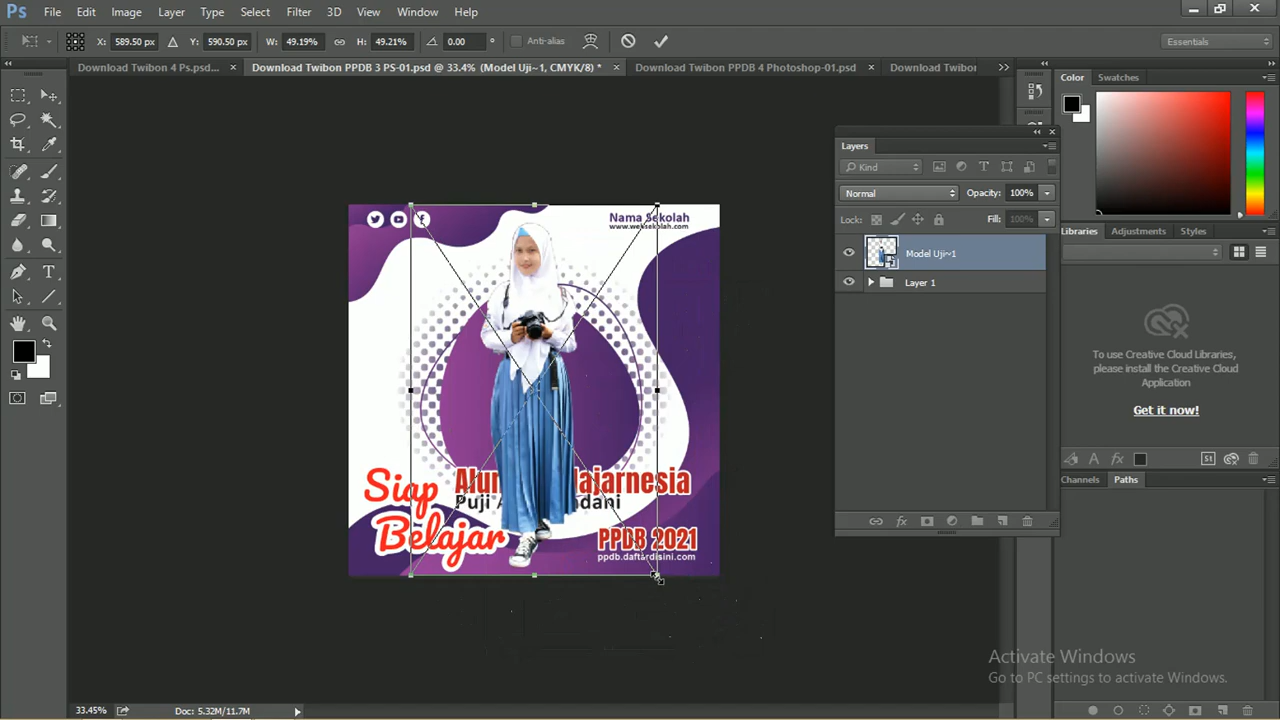 Ps File Edit Image Layer Type Select Filter 3D View Window Help
X: 589.50 px Y: 590.50 px W: 49.19% H: 49.21% 0.00 ° Anti-alias Essentials
Download Twibon 4 Ps.psd... × Download Twibon PPDB 3 PS-01.psd @ 33.4% (Model Uji~1, CMYK/8) * × Download Twibon PPDB 4 Photoshop-01.psd × Download Twibon
Color Swatches
Layers
Kind
Normal Opacity: 100%
Lock: Fill: 100%
Model Uji~1
Layer 1
Libraries Adjustments Styles
To use Creative Cloud Libraries,
please install the Creative Cloud
Application
Get it now!
St
Channels Paths
Nama Sekolah
www.websekolah.com
Siap
Belajar
PPDB 2021
ppdb.daftardisini.com
Activate Windows
Go to PC settings to activate Windows.
33.45% Doc: 5.32M/11.7M